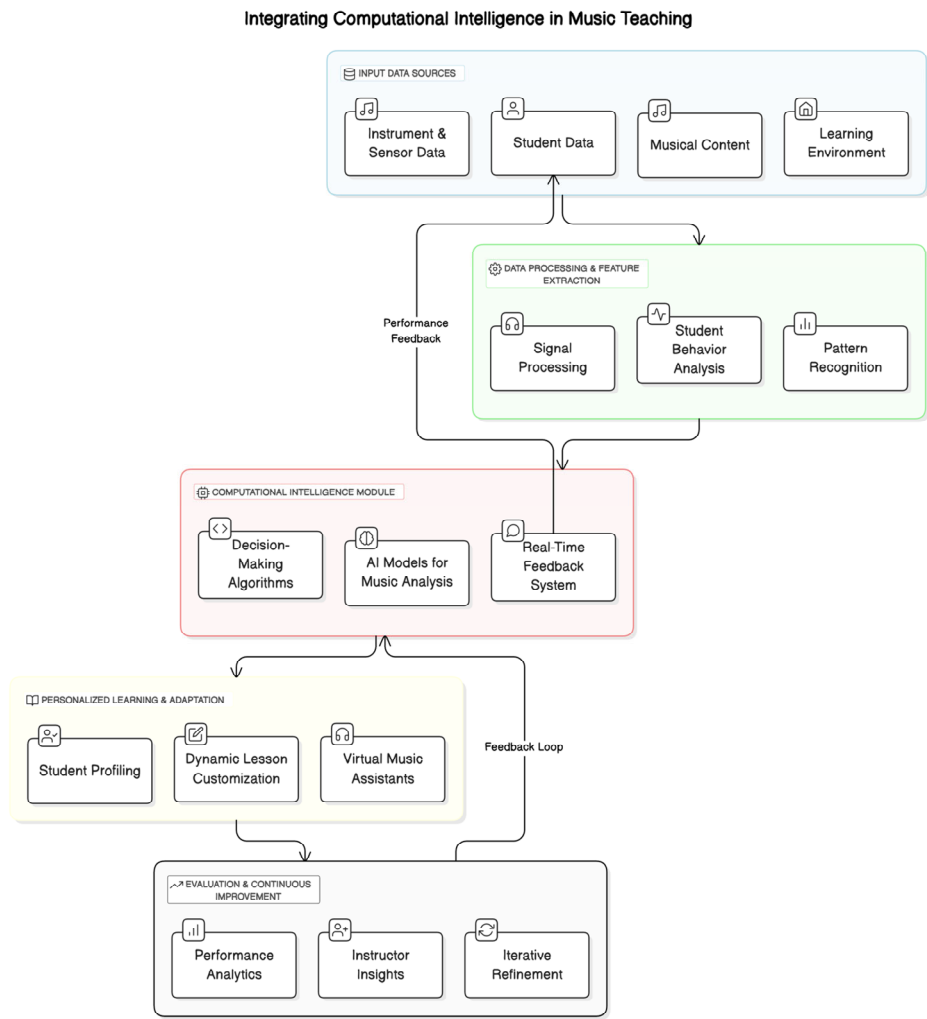 Integrating Computational Intelligence in Music Teaching
INPUT DATA SOURCES
Instrument &
Sensor Data
Student Data
Musical Content
Learning
Environment
DATA PROCESSING & FEATURE
EXTRACTION
Performance
Feedback
Signal
Processing
Student
Behavior
Analysis
Pattern
Recognition
COMPUTATIONAL INTELLIGENCE MODULE
Decision-
Making
Algorithms
AI Models for
Music Analysis
Real-Time
Feedback
System
PERSONALIZED LEARNING & ADAPTATION
Student Profiling
Dynamic Lesson
Customization
Virtual Music
Assistants
Feedback Loop
EVALUATION & CONTINUOUS
IMPROVEMENT
Performance
Analytics
Instructor
Insights
Iterative
Refinement